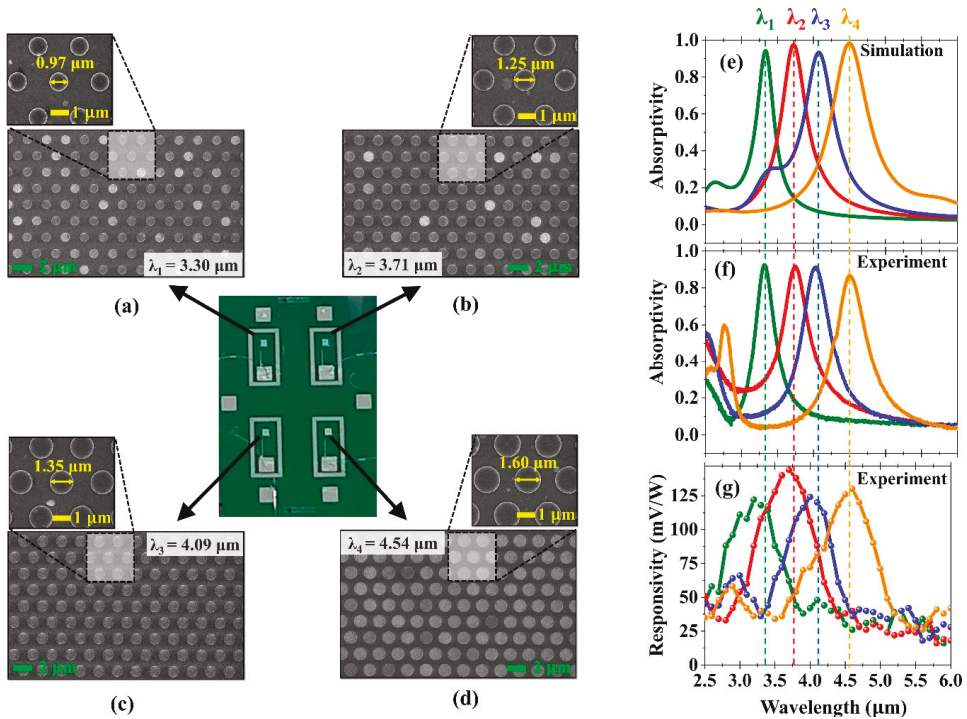 0.97 μm
1 μm
2 μm
λ1 = 3.30 μm
(a)
1.25 μm
1 μm
λ2 = 3.71 μm
2 μm
(b)
1.35 μm
1 μm
λ3 = 4.09 μm
2 μm
(c)
1.60 μm
1 μm
λ4 = 4.54 μm
2 μm
(d)
λ1 λ2 λ3 λ4
(e) Simulation
Absorptivity
1.0
0.8
0.6
0.4
0.2
0.0
(f) Experiment
Absorptivity
1.0
0.8
0.6
0.4
0.2
0.0
(g) Experiment
Responsivity (mV/W)
125
100
75
50
25
0
2.5 3.0 3.5 4.0 4.5 5.0 5.5 6.0
Wavelength (μm)